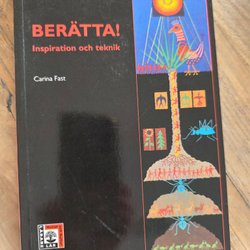 BERÄTTA!
Inspiration och teknik
Carina Fast